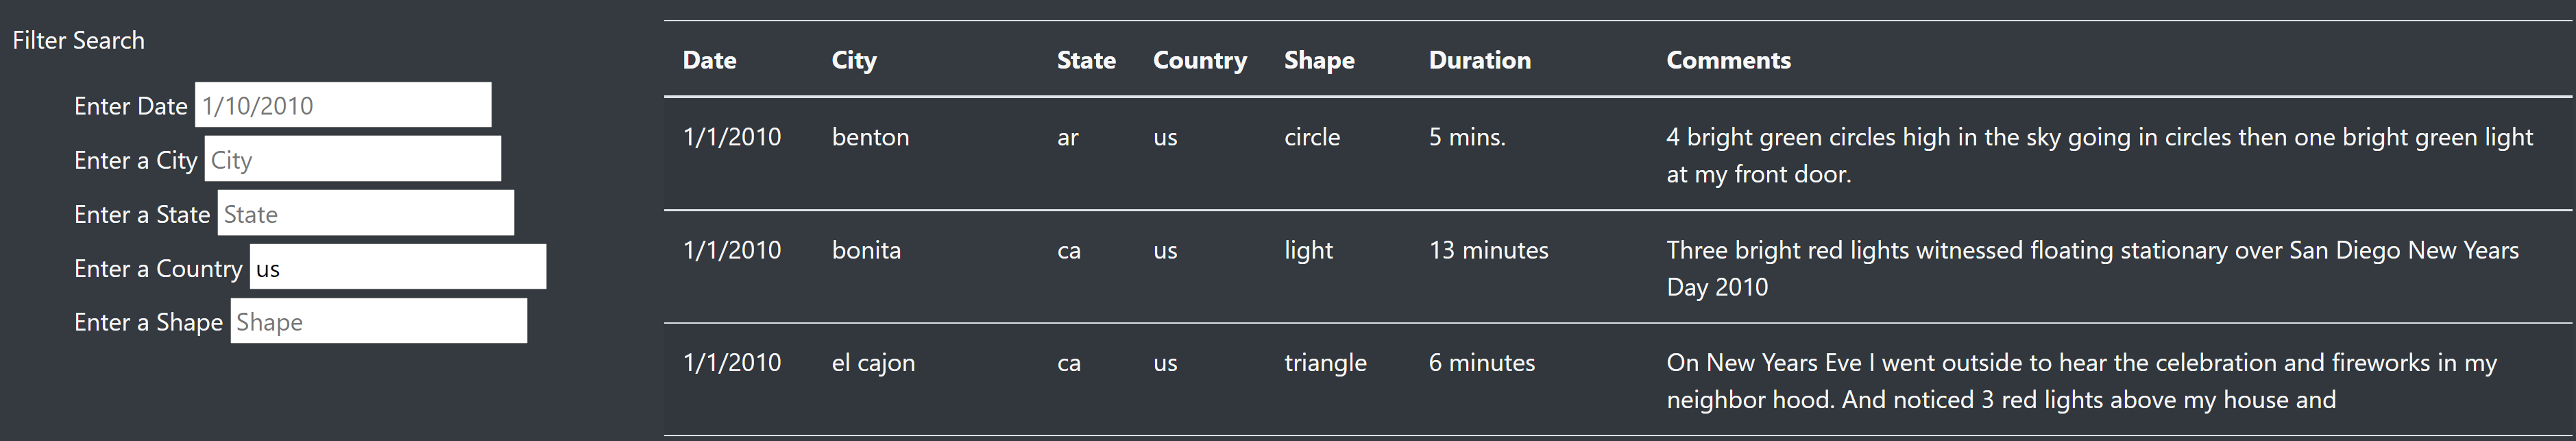 Filter Search
Enter Date 1/10/2010
Enter a City City
Enter a State State
Enter a Country us
Enter a Shape Shape
Date City State Country Shape Duration Comments
1/1/2010 benton ar us circle 5 mins. 4 bright green circles high in the sky going in circles then one bright green light
at my front door.
1/1/2010 bonita ca us light 13 minutes Three bright red lights witnessed floating stationary over San Diego New Years
Day 2010
1/1/2010 el cajon ca us triangle 6 minutes On New Years Eve I went outside to hear the celebration and fireworks in my
neighbor hood. And noticed 3 red lights above my house and